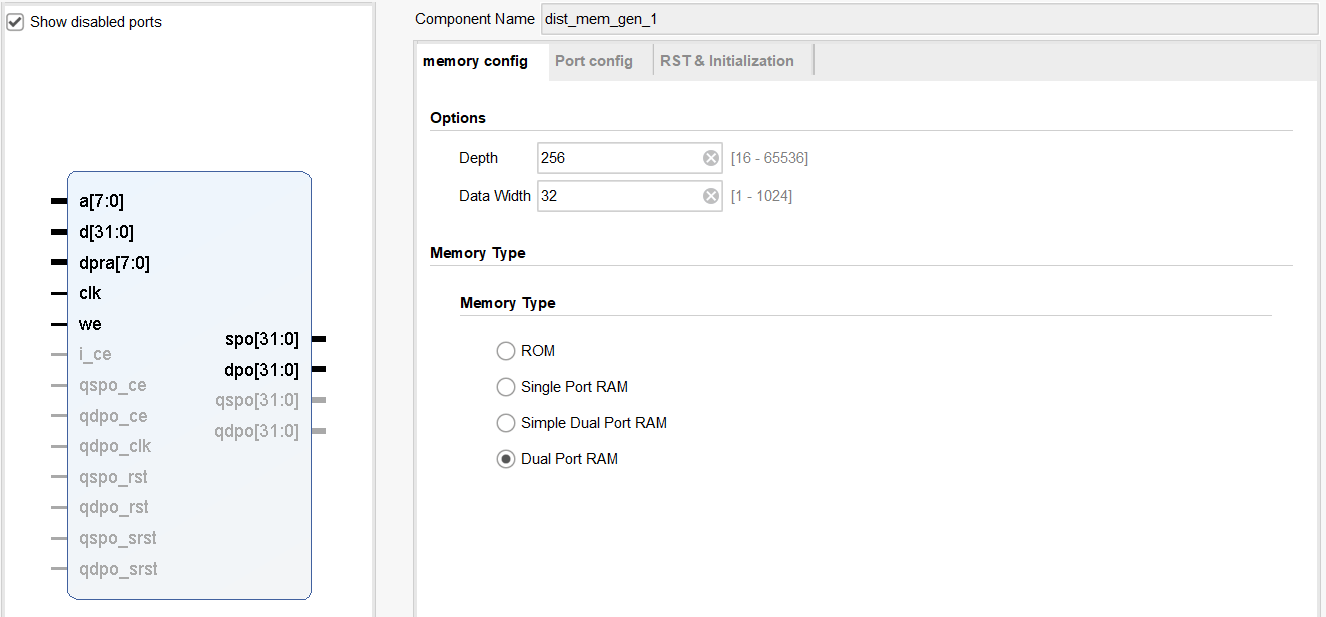 Show disabled ports
a[7:0]
d[31:0]
dpra[7:0]
clk
we
i_ce
qspo_ce
qdpo_ce
qdpo_clk
qspo_rst
qdpo_rst
qspo_srst
qdpo_srst
spo[31:0]
dpo[31:0]
qspo[31:0]
qdpo[31:0]
Component Name dist_mem_gen_1
memory config Port config RST & Initialization
Options
Depth 256 [16 - 65536]
Data Width 32 [1 - 1024]
Memory Type
Memory Type
ROM
Single Port RAM
Simple Dual Port RAM
Dual Port RAM